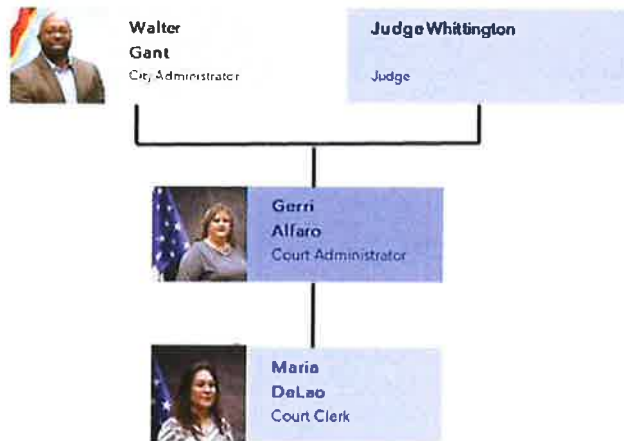 Walter
Gant
City Administrator
Judge Whittington
Judge
Gerri
Alfaro
Court Administrator
Maria
DeLao
Court Clerk